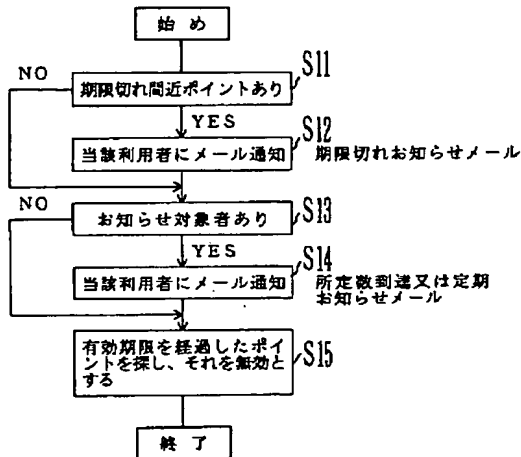 始め
NO
期限切れ間近ポイントあり
S11
YES
当該利用者にメール通知
S12
期限切れお知らせメール
NO
お知らせ対象者あり
S13
YES
当該利用者にメール通知
S14
所定数到達又は定期
お知らせメール
有効期限を経過したポ
イントを探し、それを無効と
する
S15
終了